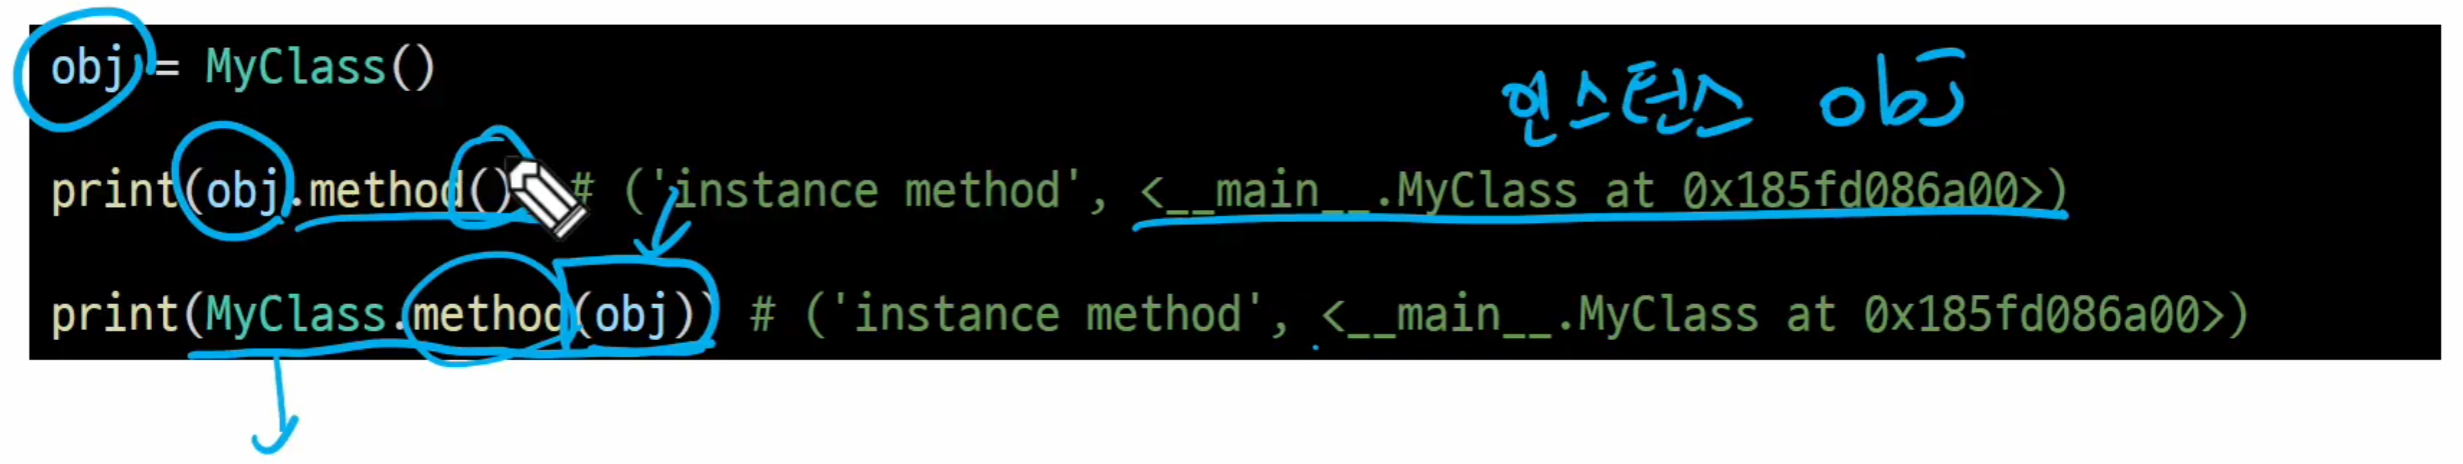 obj = MyClass()
인스턴스 obj
print(obj.method()) # ('instance method', <__main__.MyClass at 0x185fd086a00>)
print(MyClass.method(obj)) # ('instance method', <__main__.MyClass at 0x185fd086a00>)